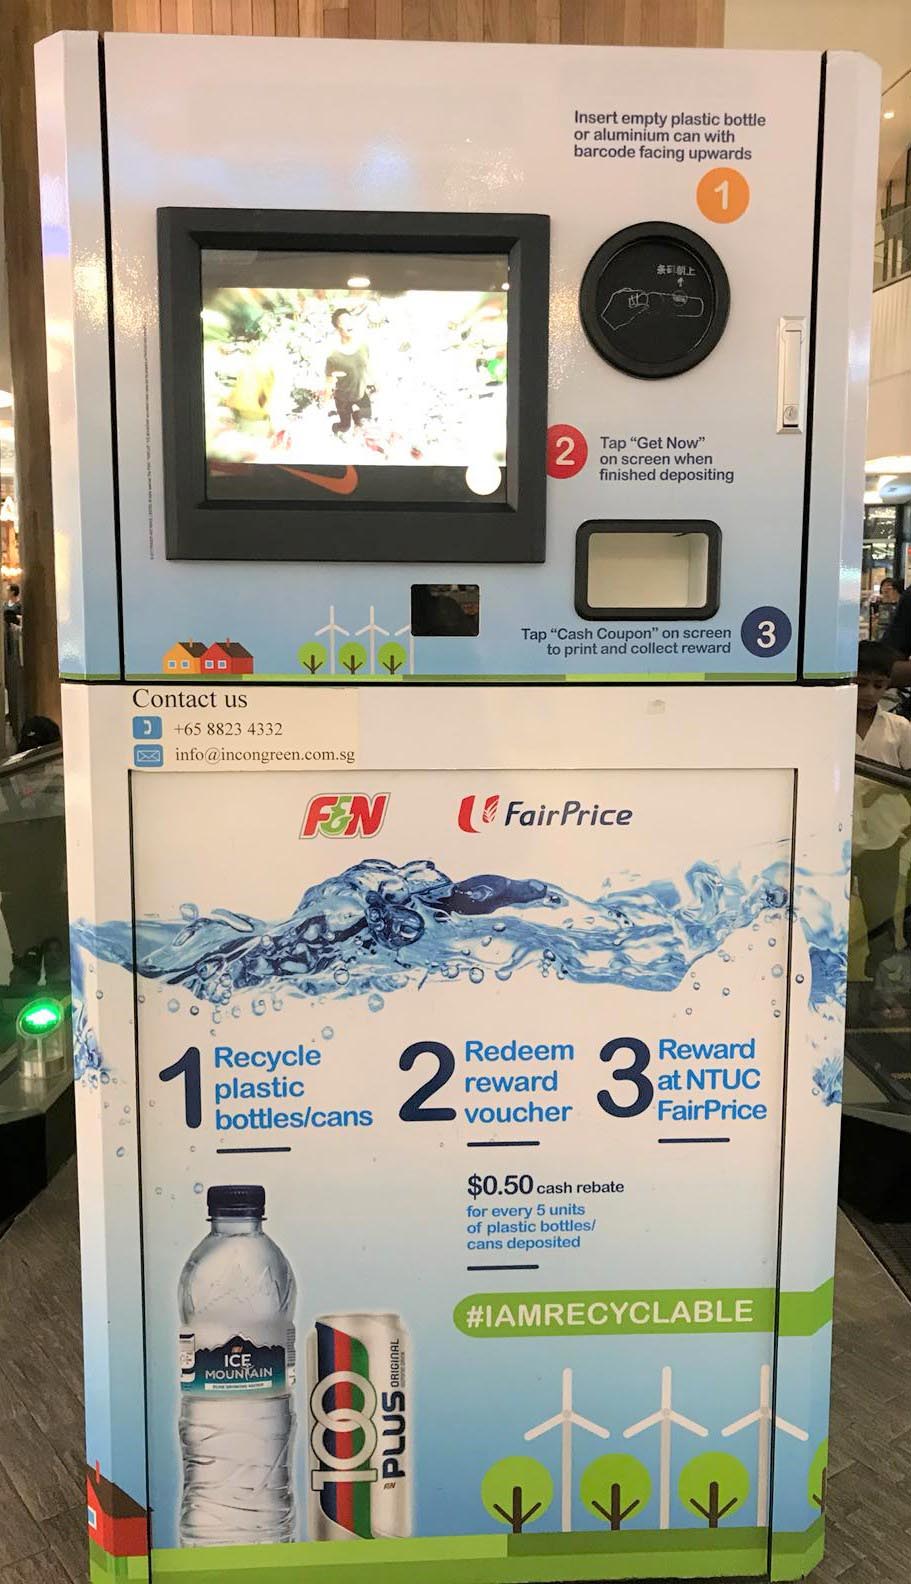 Insert empty plastic bottle
or aluminium can with
barcode facing upwards
1
条码朝上
2
Tap “Get Now”
on screen when
finished depositing
Tap “Cash Coupon” on screen
to print and collect reward
3
Contact us
+65 8823 4332
info@incongreen.com.sg
F&N
FairPrice
1 Recycle
plastic
bottles/cans
2 Redeem
reward
voucher
3 Reward
at NTUC
FairPrice
$0.50 cash rebate
for every 5 units
of plastic bottles/
cans deposited
#IAMRECYCLABLE
ICE
MOUNTAIN
PURE DRINKING WATER
100
PLUS
ORIGINAL
F&N